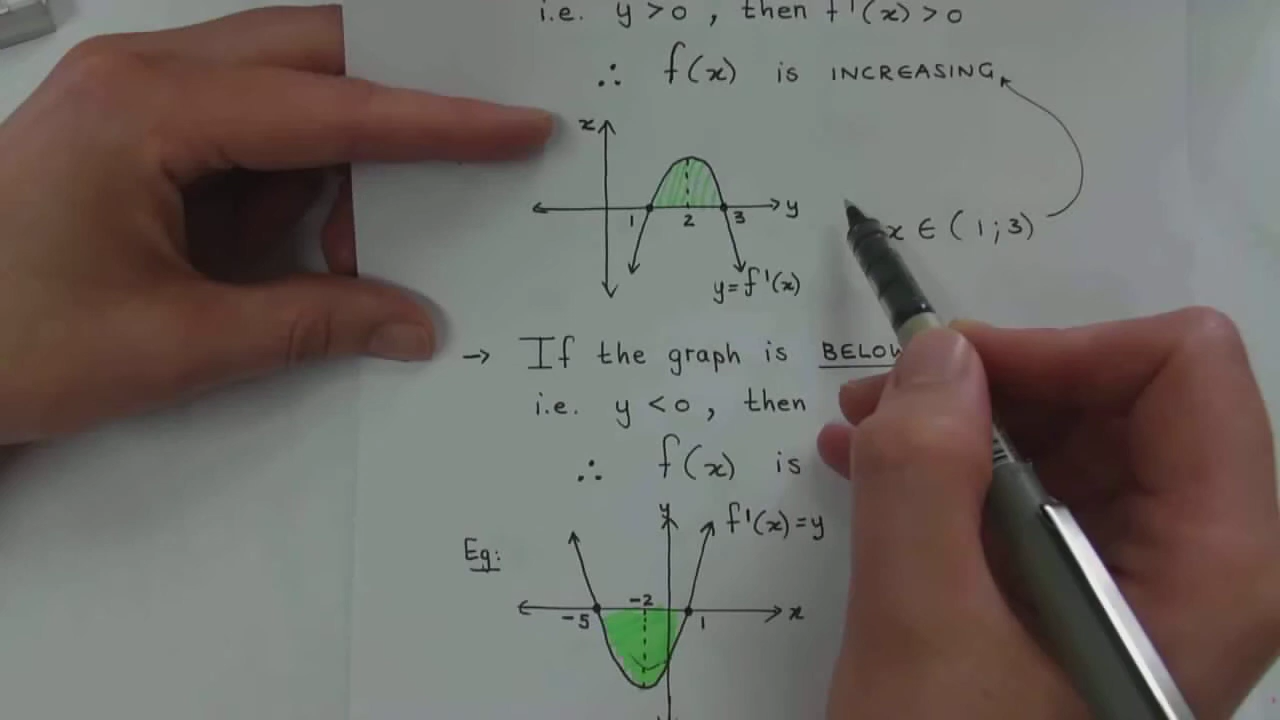 i.e. y > 0 , then f'(x) > 0
∴ f(x) is INCREASING
x
1 2 3 y
x ∈ (1;3)
y=f'(x)
→ If the graph is
i.e. y < 0 , then
∴ f(x) is
y f'(x)=y
Eg:
-2
-5 1 x